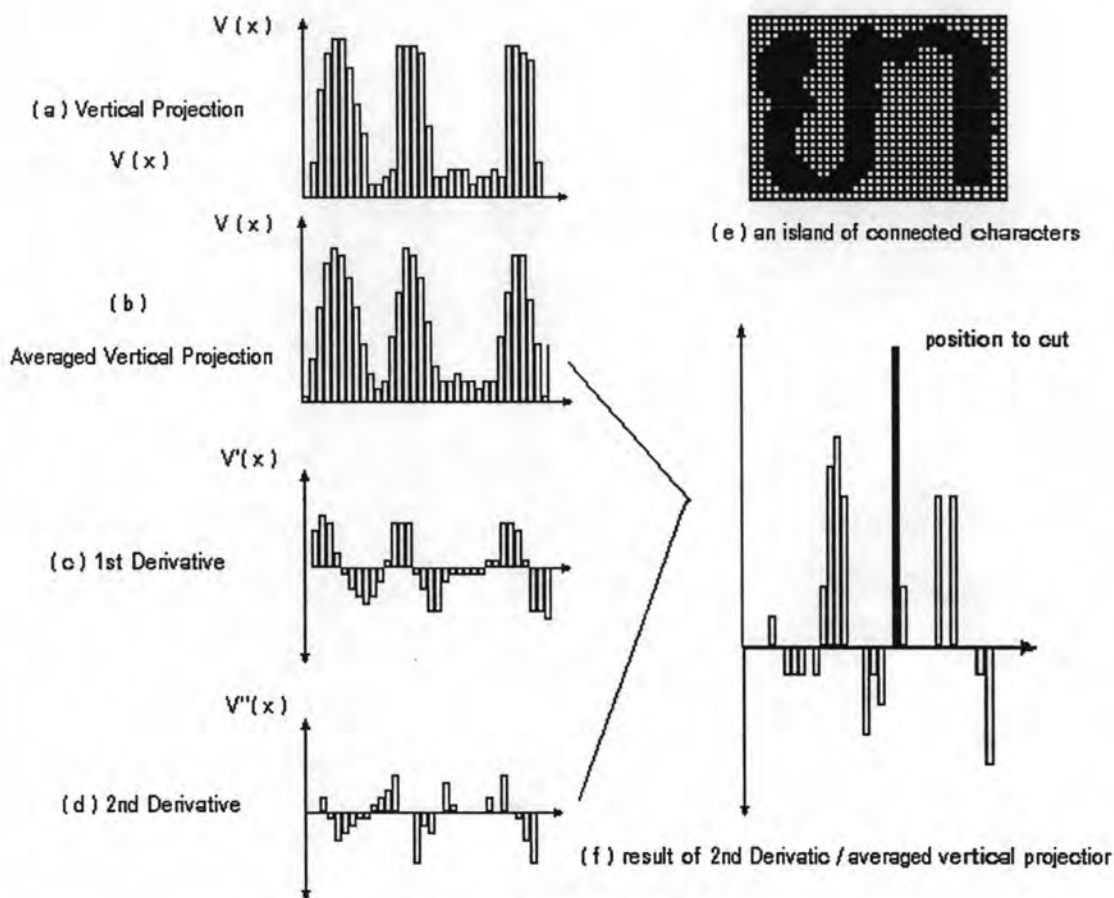 V(x)
(a) Vertical Projection
V(x)
V(x)
(b)
Averaged Vertical Projection
V'(x)
(c) 1st Derivative
V''(x)
(d) 2nd Derivative
(e) an island of connected characters
position to cut
(f) result of 2nd Derivatic / averaged vertical projection